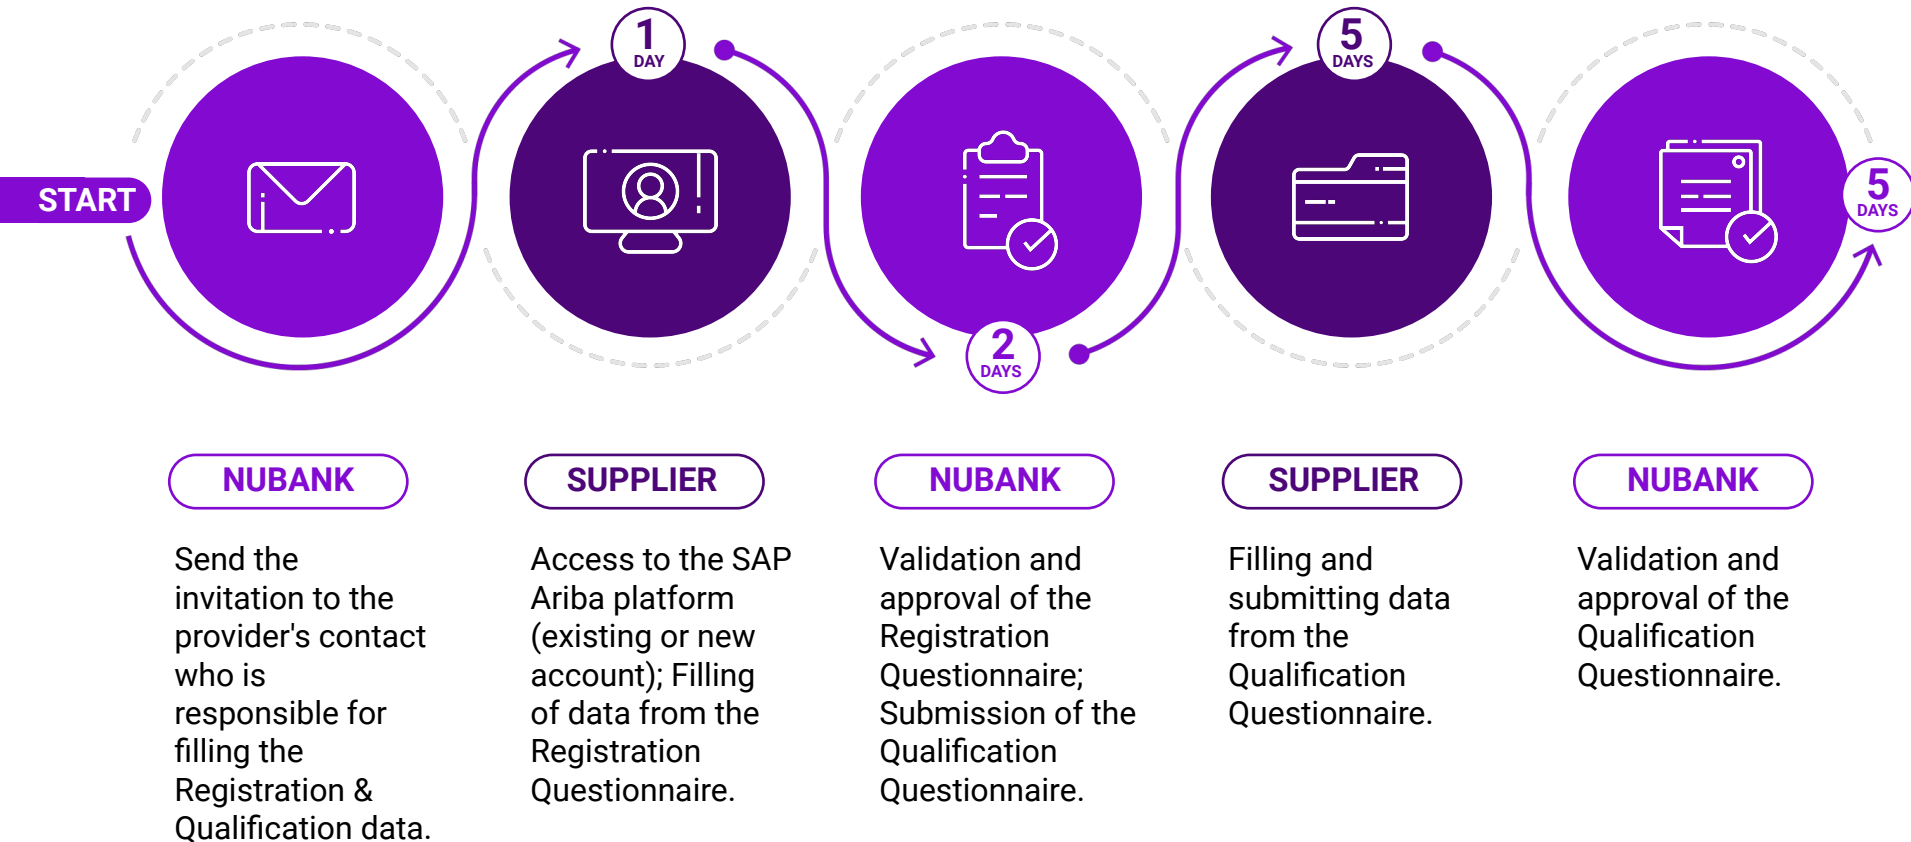 START
1
DAY
2
DAYS
5
DAYS
5
DAYS
NUBANK
Send the
invitation to the
provider's contact
who is
responsible for
filling the
Registration &
Qualification data.
SUPPLIER
Access to the SAP
Ariba platform
(existing or new
account); Filling
of data from the
Registration
Questionnaire.
NUBANK
Validation and
approval of the
Registration
Questionnaire;
Submission of the
Qualification
Questionnaire.
SUPPLIER
Filling and
submitting data
from the
Qualification
Questionnaire.
NUBANK
Validation and
approval of the
Qualification
Questionnaire.